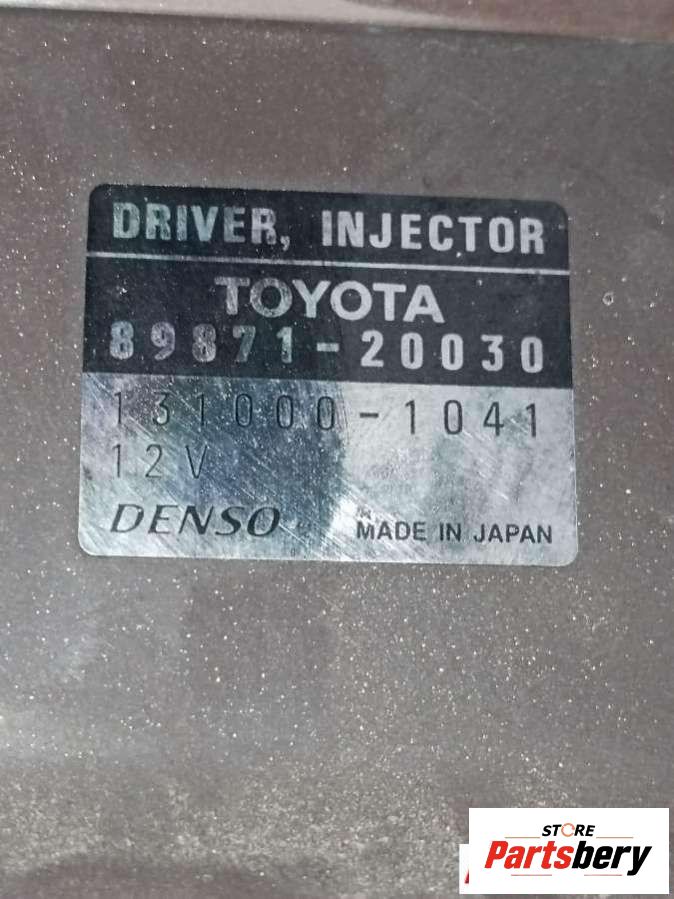 DRIVER, INJECTOR
TOYOTA
89871-20030
131000-1041
12V
DENSO
MADE IN JAPAN
STORE
Partsbery